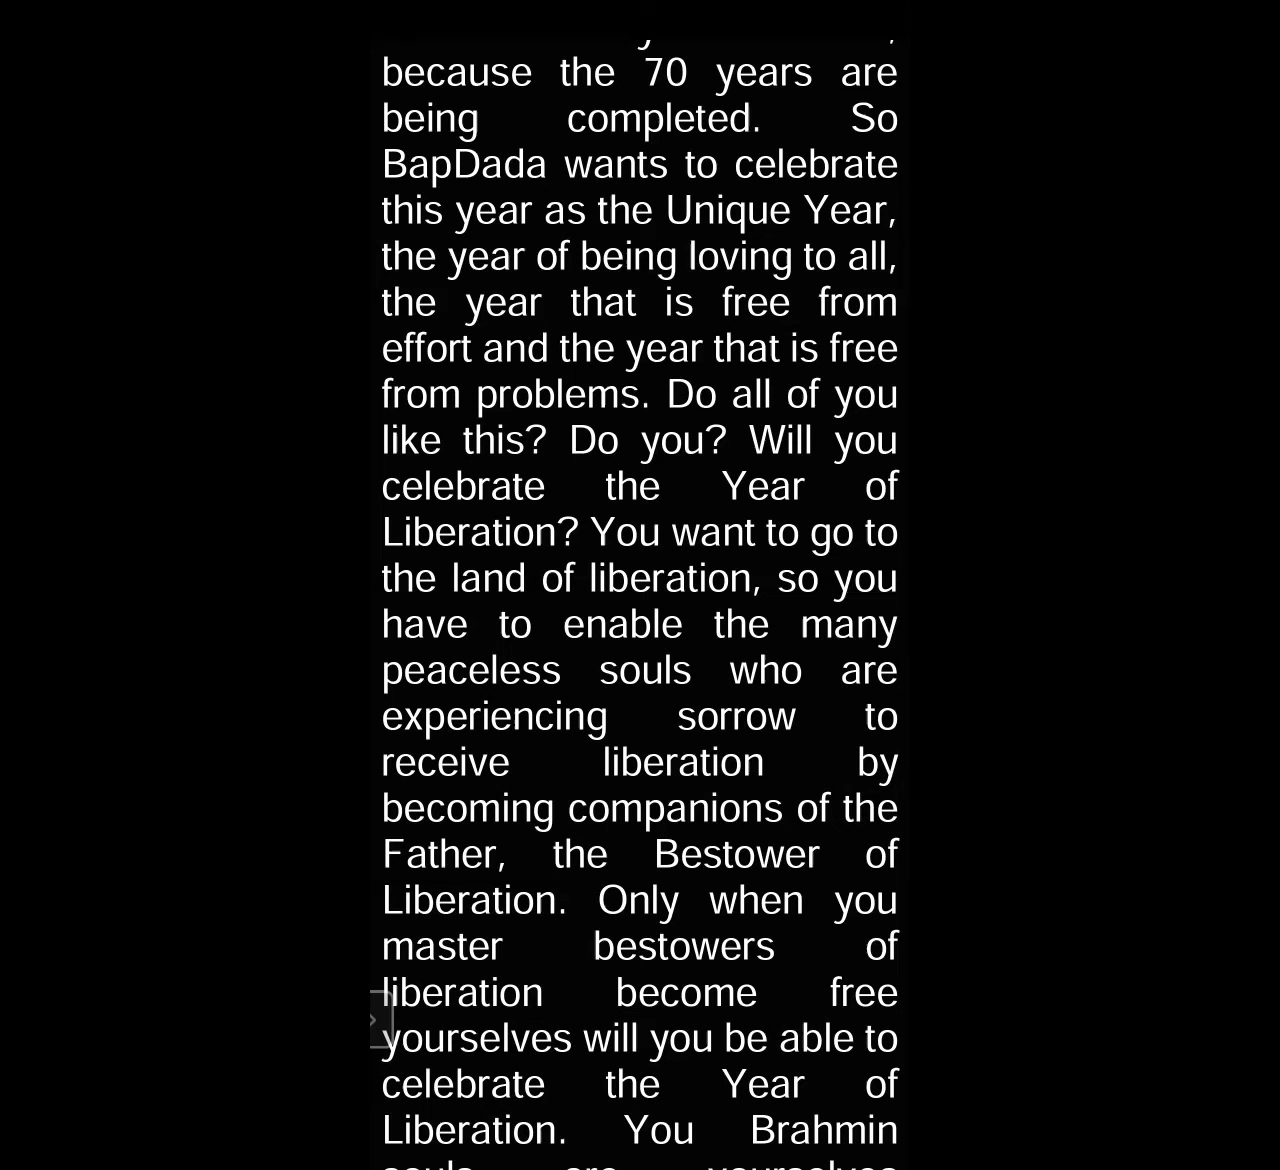 because the 70 years are
being completed. So
BapDada wants to celebrate
this year as the Unique Year,
the year of being loving to all,
the year that is free from
effort and the year that is free
from problems. Do all of you
like this? Do you? Will you
celebrate the Year of
Liberation? You want to go to
the land of liberation, so you
have to enable the many
peaceless souls who are
experiencing sorrow to
receive liberation by
becoming companions of the
Father, the Bestower of
Liberation. Only when you
master bestowers of
liberation become free
yourselves will you be able to
celebrate the Year of
Liberation. You Brahmin
souls are yourselves